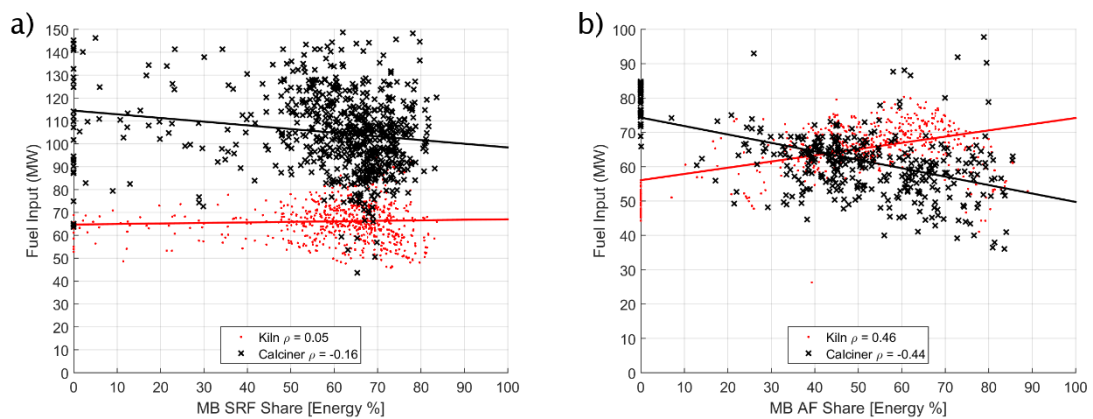 a)
Fuel Input (MW)
150
140
130
120
110
100
90
80
70
60
50
40
30
20
10
0
0 10 20 30 40 50 60 70 80 90 100
MB SRF Share [Energy %]
Kiln ρ = 0.05
Calciner ρ = -0.16
b)
Fuel Input (MW)
100
90
80
70
60
50
40
30
20
10
0
0 10 20 30 40 50 60 70 80 90 100
MB AF Share [Energy %]
Kiln ρ = 0.46
Calciner ρ = -0.44